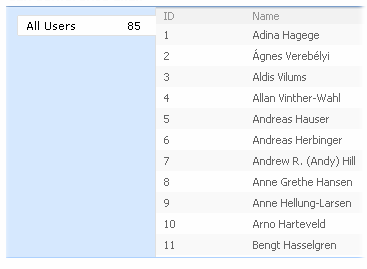 All Users 85
ID Name
1 Adina Hagege
2 Ágnes Verebélyi
3 Aldis Vilums
4 Allan Vinther-Wahl
5 Andreas Hauser
6 Andreas Herbinger
7 Andrew R. (Andy) Hill
8 Anne Grethe Hansen
9 Anne Hellung-Larsen
10 Arno Harteveld
11 Bengt Hasselgren